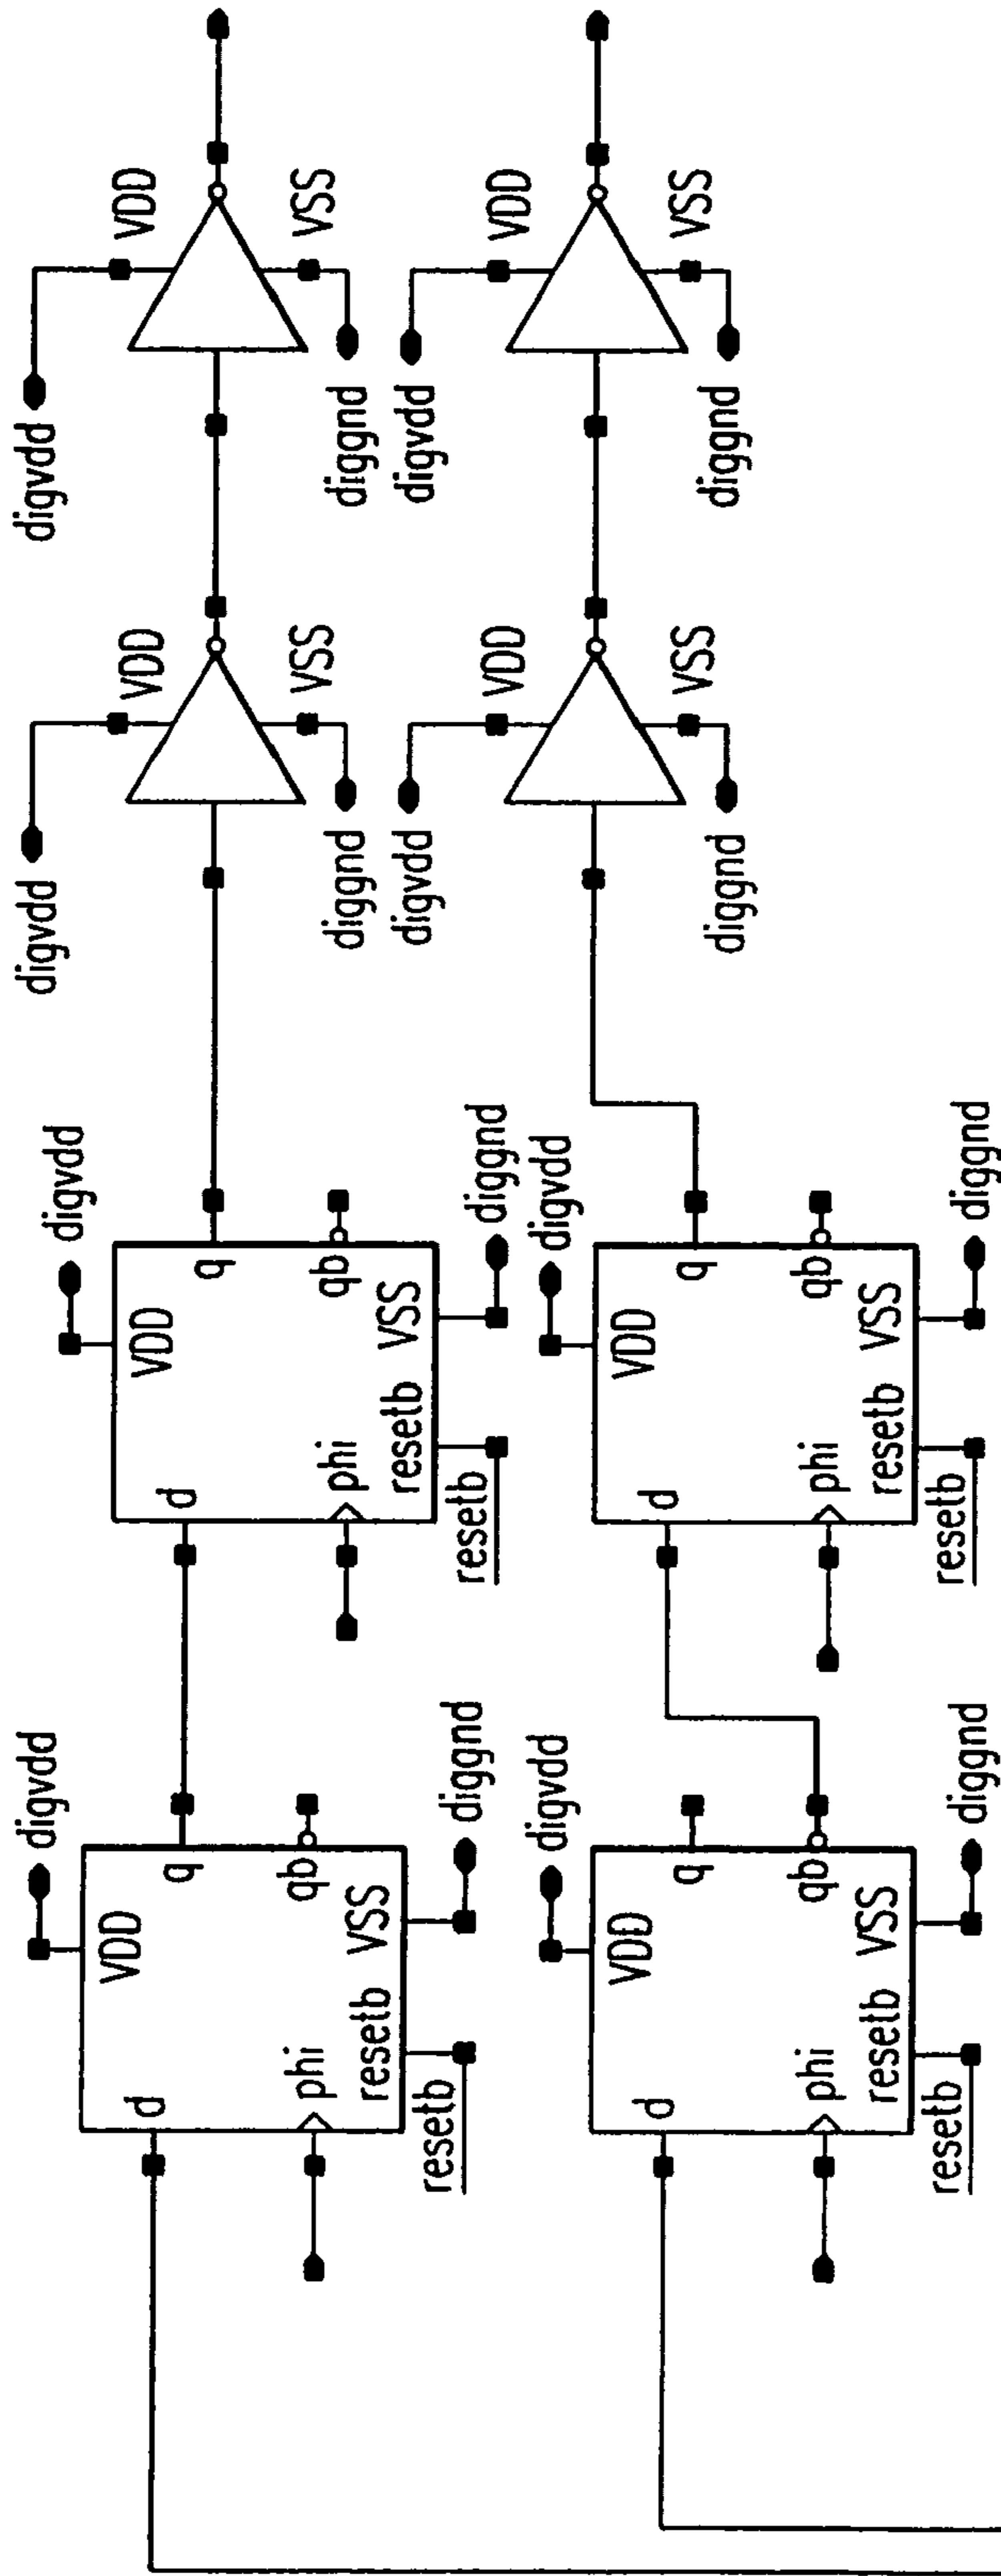 digvdd
digvdd
digvdd
digvdd
VDD
VDD
VDD
VDD
d
q
d
q
phi
qb
phi
qb
VSS
VSS
resetb
VSS
resetb
VSS
diggnd
diggnd
resetb
diggnd
resetb
diggnd
digvdd
digvdd
digvdd
digvdd
VDD
VDD
VDD
VDD
d
q
d
q
VSS
VSS
phi
qb
phi
qb
diggnd
diggnd
resetb
VSS
resetb
VSS
resetb
diggnd
resetb
diggnd